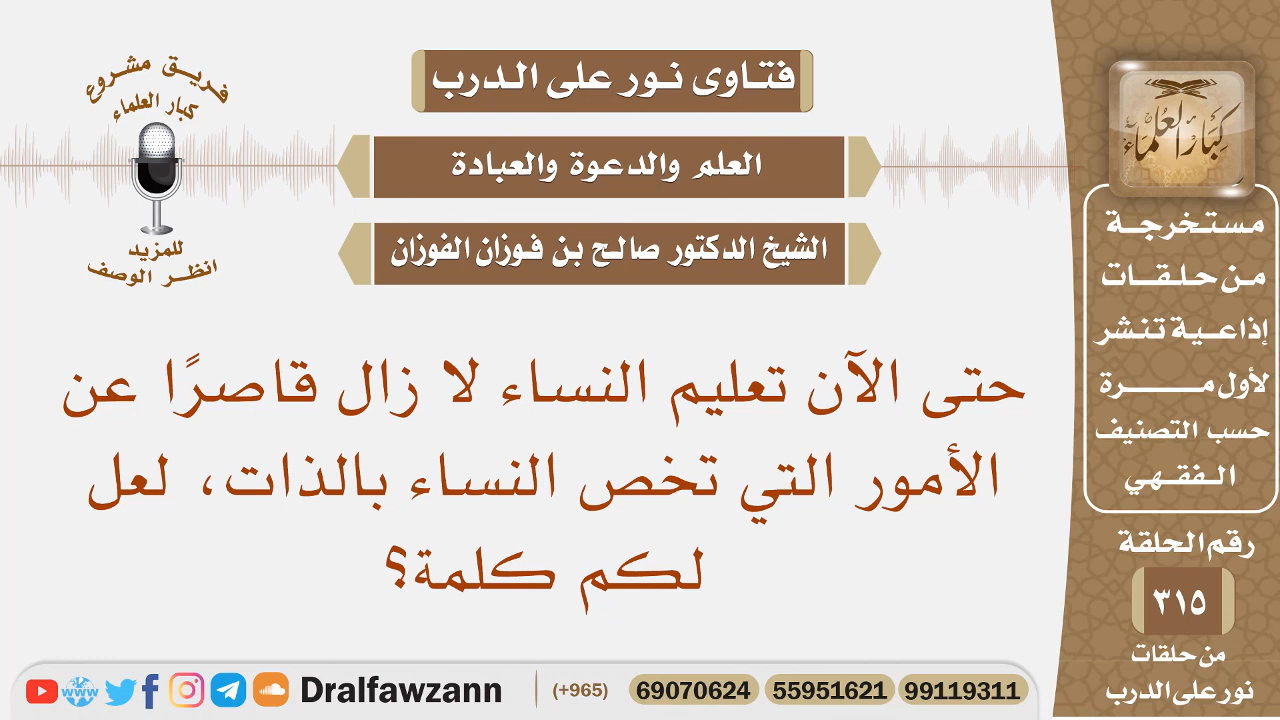 فتاوى نور على الدرب
العلم والدعوة والعبادة
الشيخ الدكتور صالح بن فوزان الفوزان
فريق مشروع
كبار العلماء
للمزيد
انظر الوصف
حتى الآن تعليم النساء لا زال قاصرًا عن
الأمور التي تخص النساء بالذات، لعل
لكم كلمة؟
كبار العلماء
مستخرجة
من حلقات
إذاعية تنشر
لأول مرة
حسب التصنيف
الفقهي
رقم الحلقة
٣١٥
من حلقات
نور على الدرب
www
Dralfawzann
(+965)
69070624
55951621
99119311